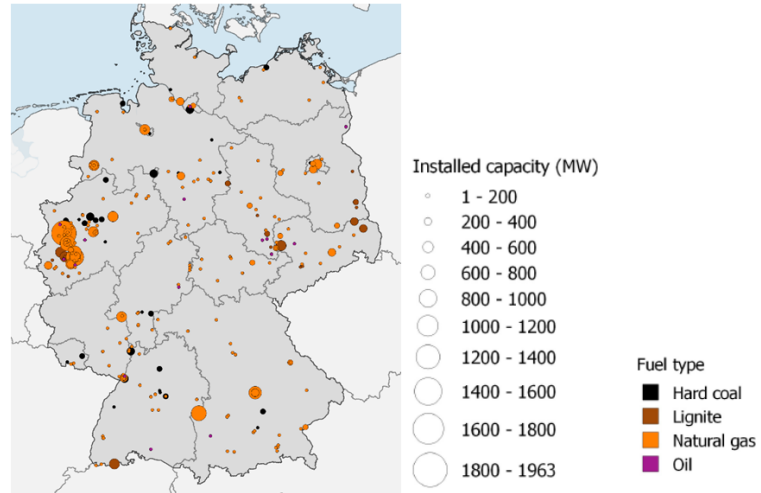 Installed capacity (MW)
1 - 200
200 - 400
400 - 600
600 - 800
800 - 1000
1000 - 1200
1200 - 1400
1400 - 1600
1600 - 1800
1800 - 1963
Fuel type
Hard coal
Lignite
Natural gas
Oil